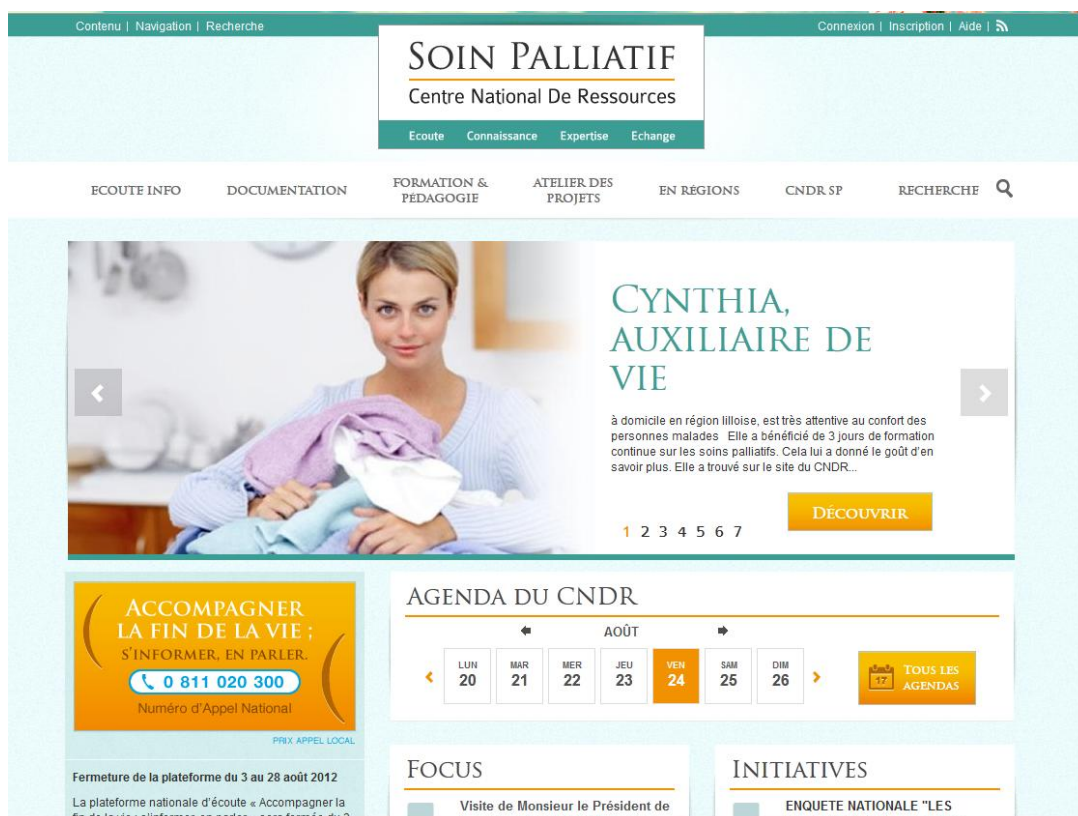 Contenu | Navigation | Recherche
Connexion | Inscription | Aide |
SOIN PALLIATIF
Centre National De Ressources
Ecoute Connaissance Expertise Echange
ECOUTE INFO
DOCUMENTATION
FORMATION &
PÉDAGOGIE
ATELIER DES
PROJETS
EN RÉGIONS
CNDR SP
RECHERCHE
CYNTHIA,
AUXILIAIRE DE
VIE
à domicile en région lilloise, est très attentive au confort des
personnes malades Elle a bénéficié de 3 jours de formation
continue sur les soins palliatifs. Cela lui a donné le goût d'en
savoir plus. Elle a trouvé sur le site du CNDR...
DÉCOUVRIR
1 2 3 4 5 6 7
ACCOMPAGNER
LA FIN DE LA VIE ;
S'INFORMER, EN PARLER.
0 811 020 300
Numéro d'Appel National
PRIX APPEL LOCAL
Fermeture de la plateforme du 3 au 28 août 2012
La plateforme nationale d'écoute « Accompagner la
AGENDA DU CNDR
AOÛT
LUN MAR MER JEU VEN SAM DIM
20 21 22 23 24 25 26
17
TOUS LES
AGENDAS
FOCUS
Visite de Monsieur le Président de
INITIATIVES
ENQUETE NATIONALE "LES